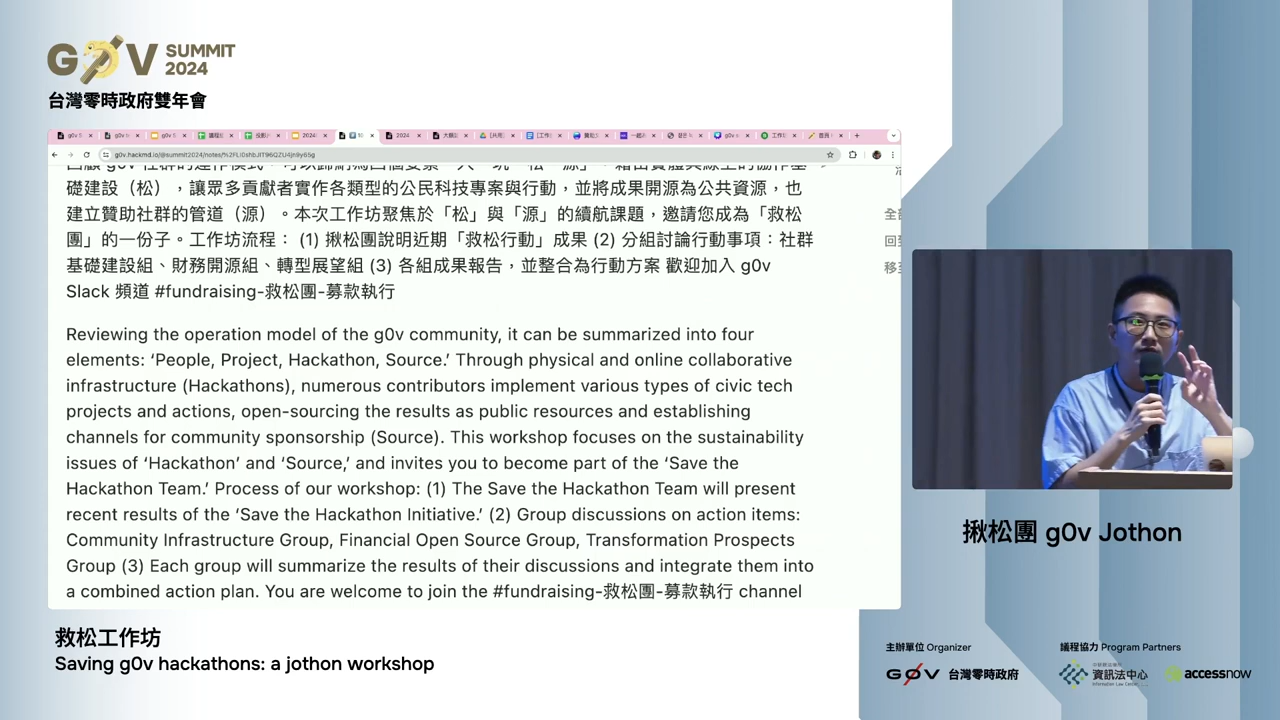 G0V SUMMIT 2024
台灣零時政府雙年會
g0v.hackmd.io/@summit2024/notes/%2FLI0shbJIT96QZU4jn9y65g
礎建設（松），讓眾多貢獻者實作各類型的公民科技專案與行動，並將成果開源為公共資源，也
建立贊助社群的管道（源）。本次工作坊聚焦於「松」與「源」的續航課題，邀請您成為「救松
團」的一份子。工作坊流程： (1) 揪松團說明近期「救松行動」成果 (2) 分組討論行動事項：社群
基礎建設組、財務開源組、轉型展望組 (3) 各組成果報告，並整合為行動方案 歡迎加入 g0v
Slack 頻道 #fundraising-救松團-募款執行
Reviewing the operation model of the g0v community, it can be summarized into four
elements: ‘People, Project, Hackathon, Source.’ Through physical and online collaborative
infrastructure (Hackathons), numerous contributors implement various types of civic tech
projects and actions, open-sourcing the results as public resources and establishing
channels for community sponsorship (Source). This workshop focuses on the sustainability
issues of ‘Hackathon’ and ‘Source,’ and invites you to become part of the ‘Save the
Hackathon Team.’ Process of our workshop: (1) The Save the Hackathon Team will present
recent results of the ‘Save the Hackathon Initiative.’ (2) Group discussions on action items:
Community Infrastructure Group, Financial Open Source Group, Transformation Prospects
Group (3) Each group will summarize the results of their discussions and integrate them into
a combined action plan. You are welcome to join the #fundraising-救松團-募款執行 channel
揪松團 g0v Jothon
救松工作坊
Saving g0v hackathons: a jothon workshop
主辦單位 Organizer
議程協力 Program Partners
G0V 台灣零時政府
資訊法中心
Information Law Center
accessnow